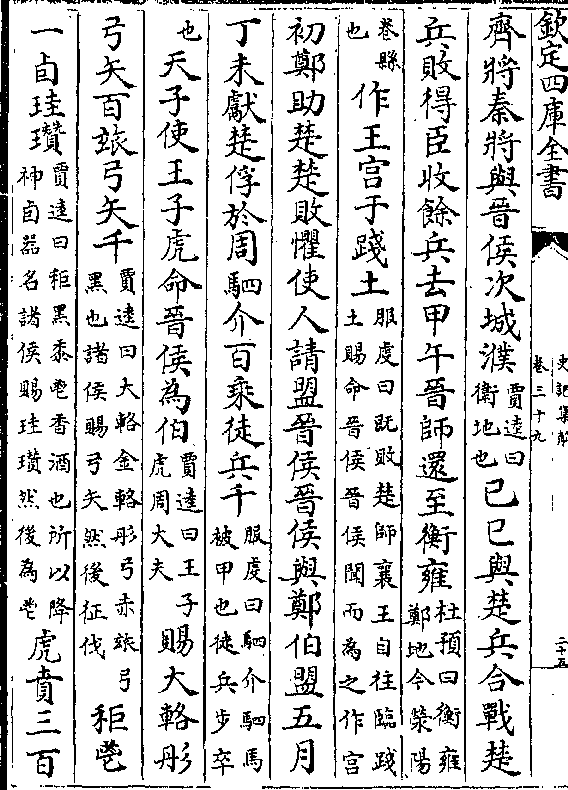 欽定四庫全書
史記集解
卷三十九
二十五
齊將秦將與晉侯次城濮賈逵曰衛地也己巳與楚兵合戰楚
兵敗得臣收餘兵去甲午晉師還至衡雍杜預曰衡雍鄭地今滎陽
卷縣也作王宮于踐土服虔曰既敗楚師襄王自往臨踐土賜命晉侯晉侯聞而為之作宮
初鄭助楚楚敗懼使人請盟晉侯晉侯與鄭伯盟五月
丁未獻楚俘於周駟介百乘徒兵千服虔曰駟介駟馬被甲也徒兵步卒
也天子使王子虎命晉侯為伯賈逵曰王子虎周大夫賜大輅彤
弓矢百玈弓矢千賈逵曰大輅金輅彤弓赤玈弓黑也諸侯賜弓矢然後征伐秬鬯
一卣珪瓚賈逵曰秬黑黍鬯香酒也所以降神卣器名諸侯賜珪瓚然後為鬯虎賁三百